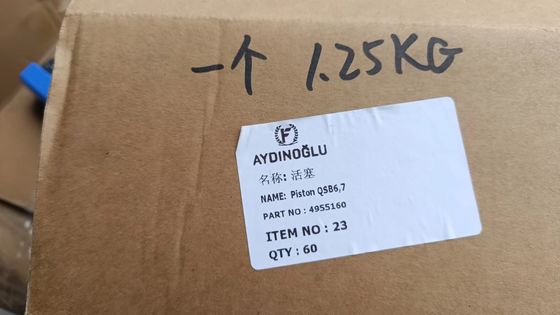 一个 1.25KG
F
AYDINOĞLU
名称: 活塞
NAME: Piston QSB6,7
PART NO : 4955160
ITEM NO : 23
QTY : 60